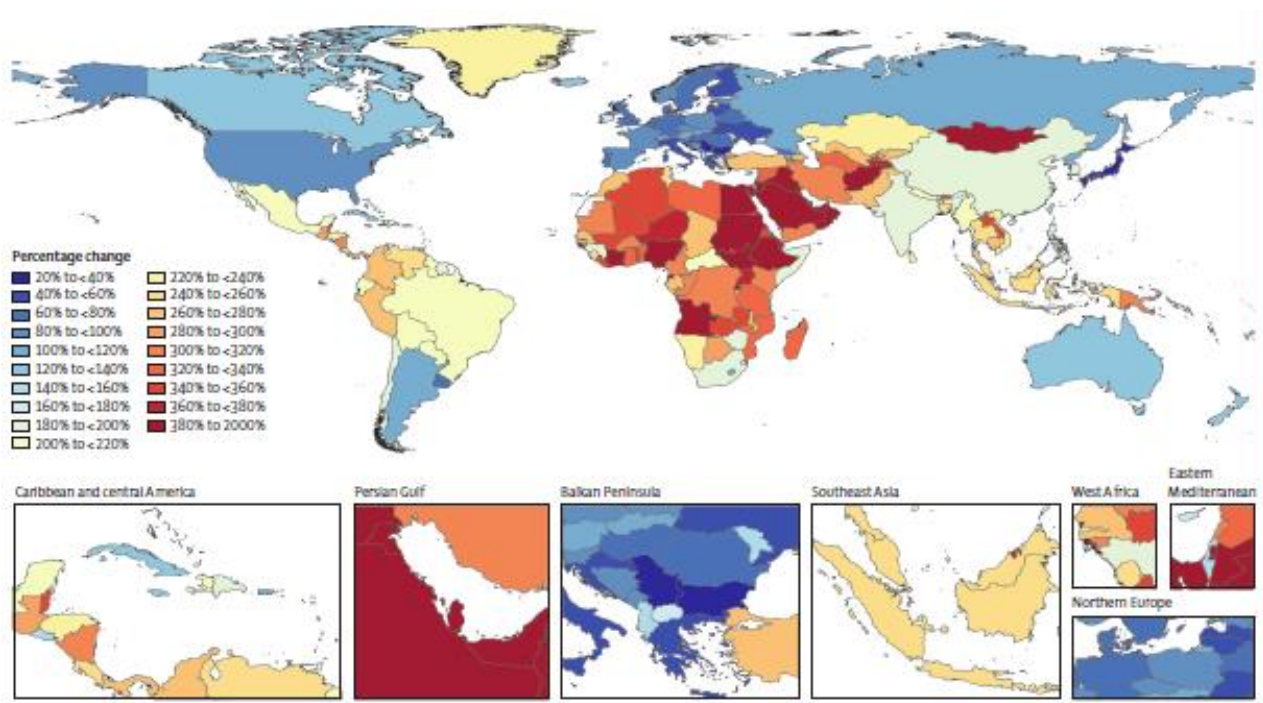 Percentage change
20% to <40%
40% to <60%
60% to <80%
80% to <100%
100% to <120%
120% to <140%
140% to <160%
160% to <180%
180% to <200%
200% to <220%
220% to <240%
240% to <260%
260% to <280%
280% to <300%
300% to <320%
320% to <340%
340% to <360%
360% to <380%
380% to 2000%
Caribbean and central America
Persian Gulf
Balkan Peninsula
Southeast Asia
West Africa
Eastern
Mediterranean
Northern Europe